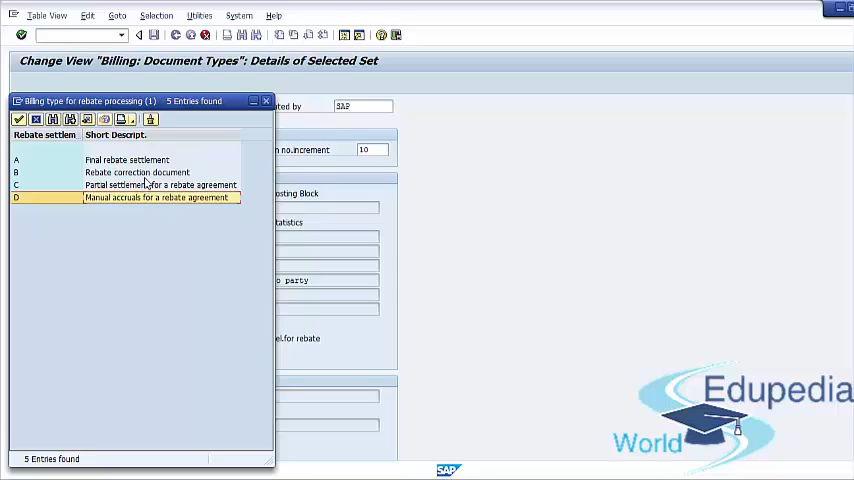 Table View Edit Goto Selection Utilities System Help
Change View "Billing: Document Types": Details of Selected Set
Billing type for rebate processing (1) 5 Entries found
ated by SAP
Rebate settlem... Short Descript.
n no.increment 10
A Final rebate settlement
B Rebate correction document
C Partial settlement for a rebate agreement
D Manual accruals for a rebate agreement
osting Block
tatistics
o party
el.for rebate
5 Entries found
Edupedia
World
SAP